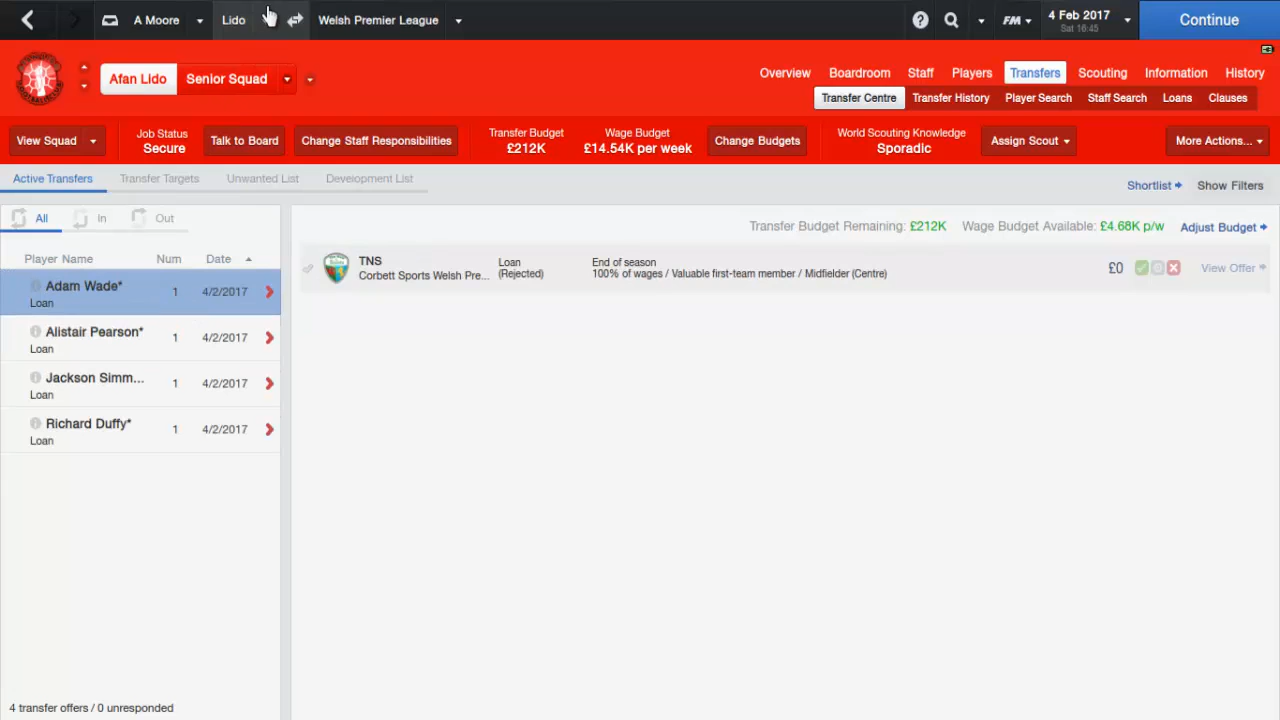 A Moore
Lido
Welsh Premier League
FM
4 Feb 2017
Sat 16:45
Continue
Afan Lido
Senior Squad
Overview
Boardroom
Staff
Players
Transfers
Scouting
Information
History
Transfer Centre
Transfer History
Player Search
Staff Search
Loans
Clauses
View Squad
Job Status
Secure
Talk to Board
Change Staff Responsibilities
Transfer Budget
£212K
Wage Budget
£14.54K per week
Change Budgets
World Scouting Knowledge
Sporadic
Assign Scout
More Actions...
Active Transfers
Transfer Targets
Unwanted List
Development List
Shortlist
Show Filters
All
In
Out
Transfer Budget Remaining: £212K
Wage Budget Available: £4.68K p/w
Adjust Budget
Player Name
Num
Date
Adam Wade*
1
4/2/2017
Loan
Alistair Pearson*
1
4/2/2017
Loan
Jackson Simm...
1
4/2/2017
Loan
Richard Duffy*
1
4/2/2017
Loan
TNS
Corbett Sports Welsh Pre...
Loan
(Rejected)
End of season
100% of wages / Valuable first-team member / Midfielder (Centre)
£0
View Offer
4 transfer offers / 0 unresponded